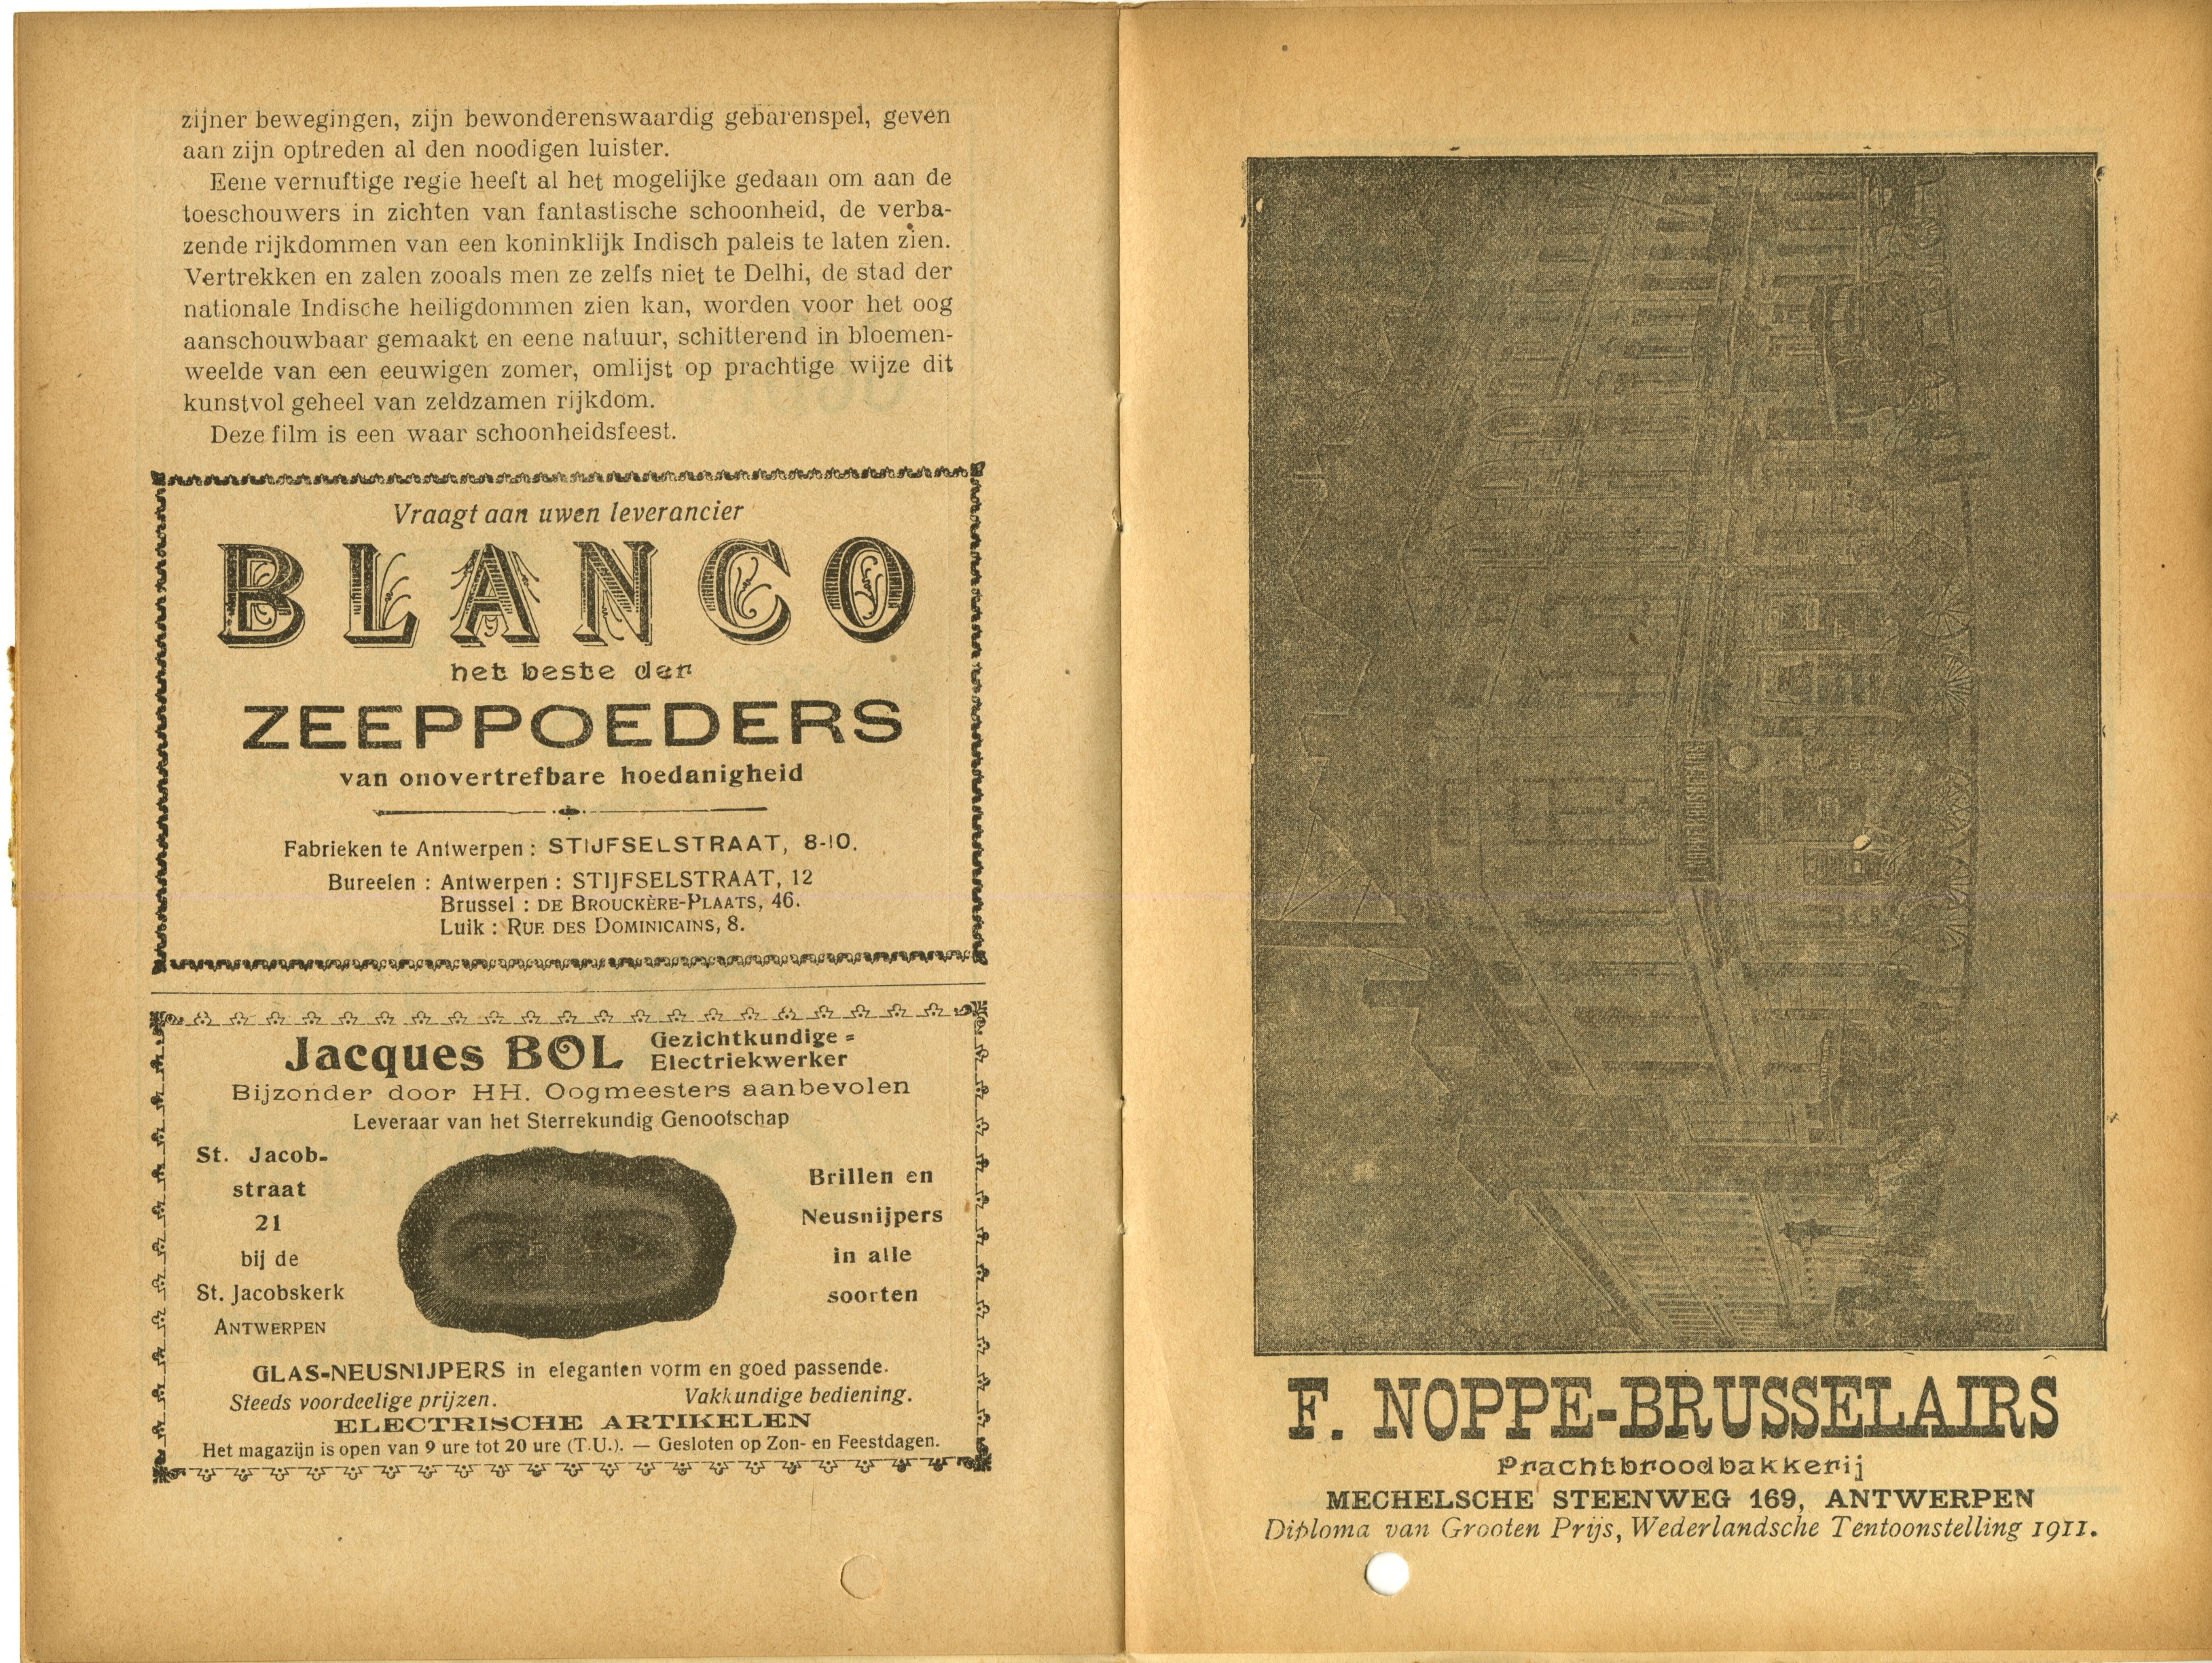 zijner bewegingen, zijn bewonderenswaardig gebarenspel, geven
aan zijn optreden al den noodigen luister.
Eene vernuftige regie heeft al het mogelijke gedaan om aan de
toeschouwers in zichten van fantastische schoonheid, de verba-
zende rijkdommen van een koninklijk Indisch paleis te laten zien.
Vertrekken en zalen zooals men ze zelfs niet te Delhi, de stad der
nationale Indische heiligdommen zien kan, worden voor het oog
aanschouwbaar gemaakt en eene natuur, schitterend in bloemen-
weelde van een eeuwigen zomer, omlijst op prachtige wijze dit
kunstvol geheel van zeldzamen rijkdom.
Deze film is een waar schoonheidsfeest.
Vraagt aan uwen leverancier
BLANCO
het beste der
ZEEPPOEDERS
van onovertrefbare hoedanigheid
Fabrieken te Antwerpen : STIJFSELSTRAAT, 8-10.
Bureelen : Antwerpen : STIJFSELSTRAAT, 12
Brussel : DE BROUCKÈRE-PLAATS, 46.
Luik : RUE DES DOMINICAINS, 8.
Jacques BOL Gezichtkundige =
Electriekwerker
Bijzonder door HH. Oogmeesters aanbevolen
Leveraar van het Sterrekundig Genootschap
St. Jacob-
straat
21
bij de
St. Jacobskerk
ANTWERPEN
Brillen en
Neusnijpers
in alle
soorten
GLAS-NEUSNIJPERS in eleganten vorm en goed passende.
Steeds voordeelige prijzen. Vakkundige bediening.
ELECTRISCHE ARTIKELEN
Het magazijn is open van 9 ure tot 20 ure (T.U.). — Gesloten op Zon- en Feestdagen.
F. NOPPE-BRUSSELAIRS
Prachtbroodbakkerij
MECHELSCHE STEENWEG 169, ANTWERPEN
Diploma van Grooten Prijs, Wederlandsche Tentoonstelling 1911.